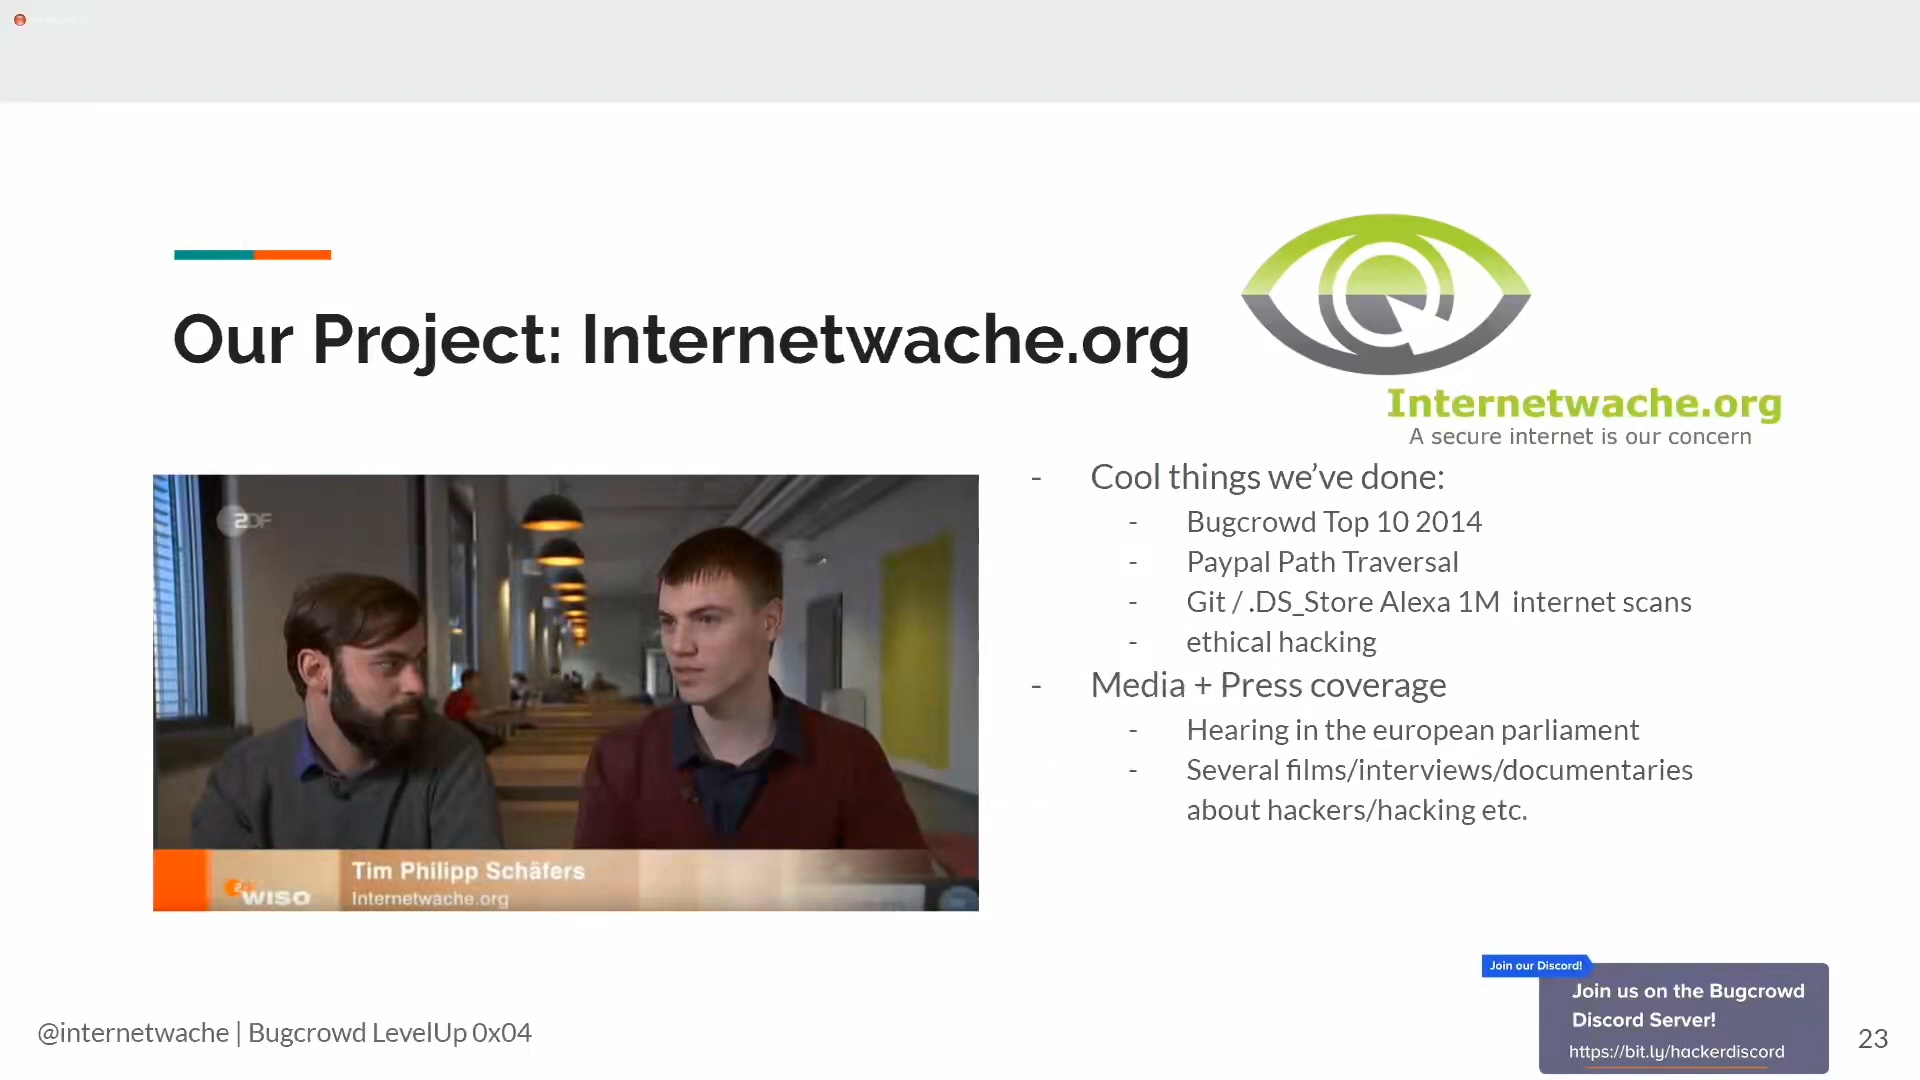 Our Project: Internetwache.org
Internetwache.org
A secure internet is our concern
ZDF
Tim Philipp Schäfers
WISO
Internetwache.org
- Cool things we’ve done:
- Bugcrowd Top 10 2014
- Paypal Path Traversal
- Git / .DS_Store Alexa 1M internet scans
- ethical hacking
- Media + Press coverage
- Hearing in the european parliament
- Several films/interviews/documentaries
about hackers/hacking etc.
Join our Discord!
Join us on the Bugcrowd
Discord Server!
https://bit.ly/hackerdiscord
@internetwache | Bugcrowd LevelUp 0x04
23